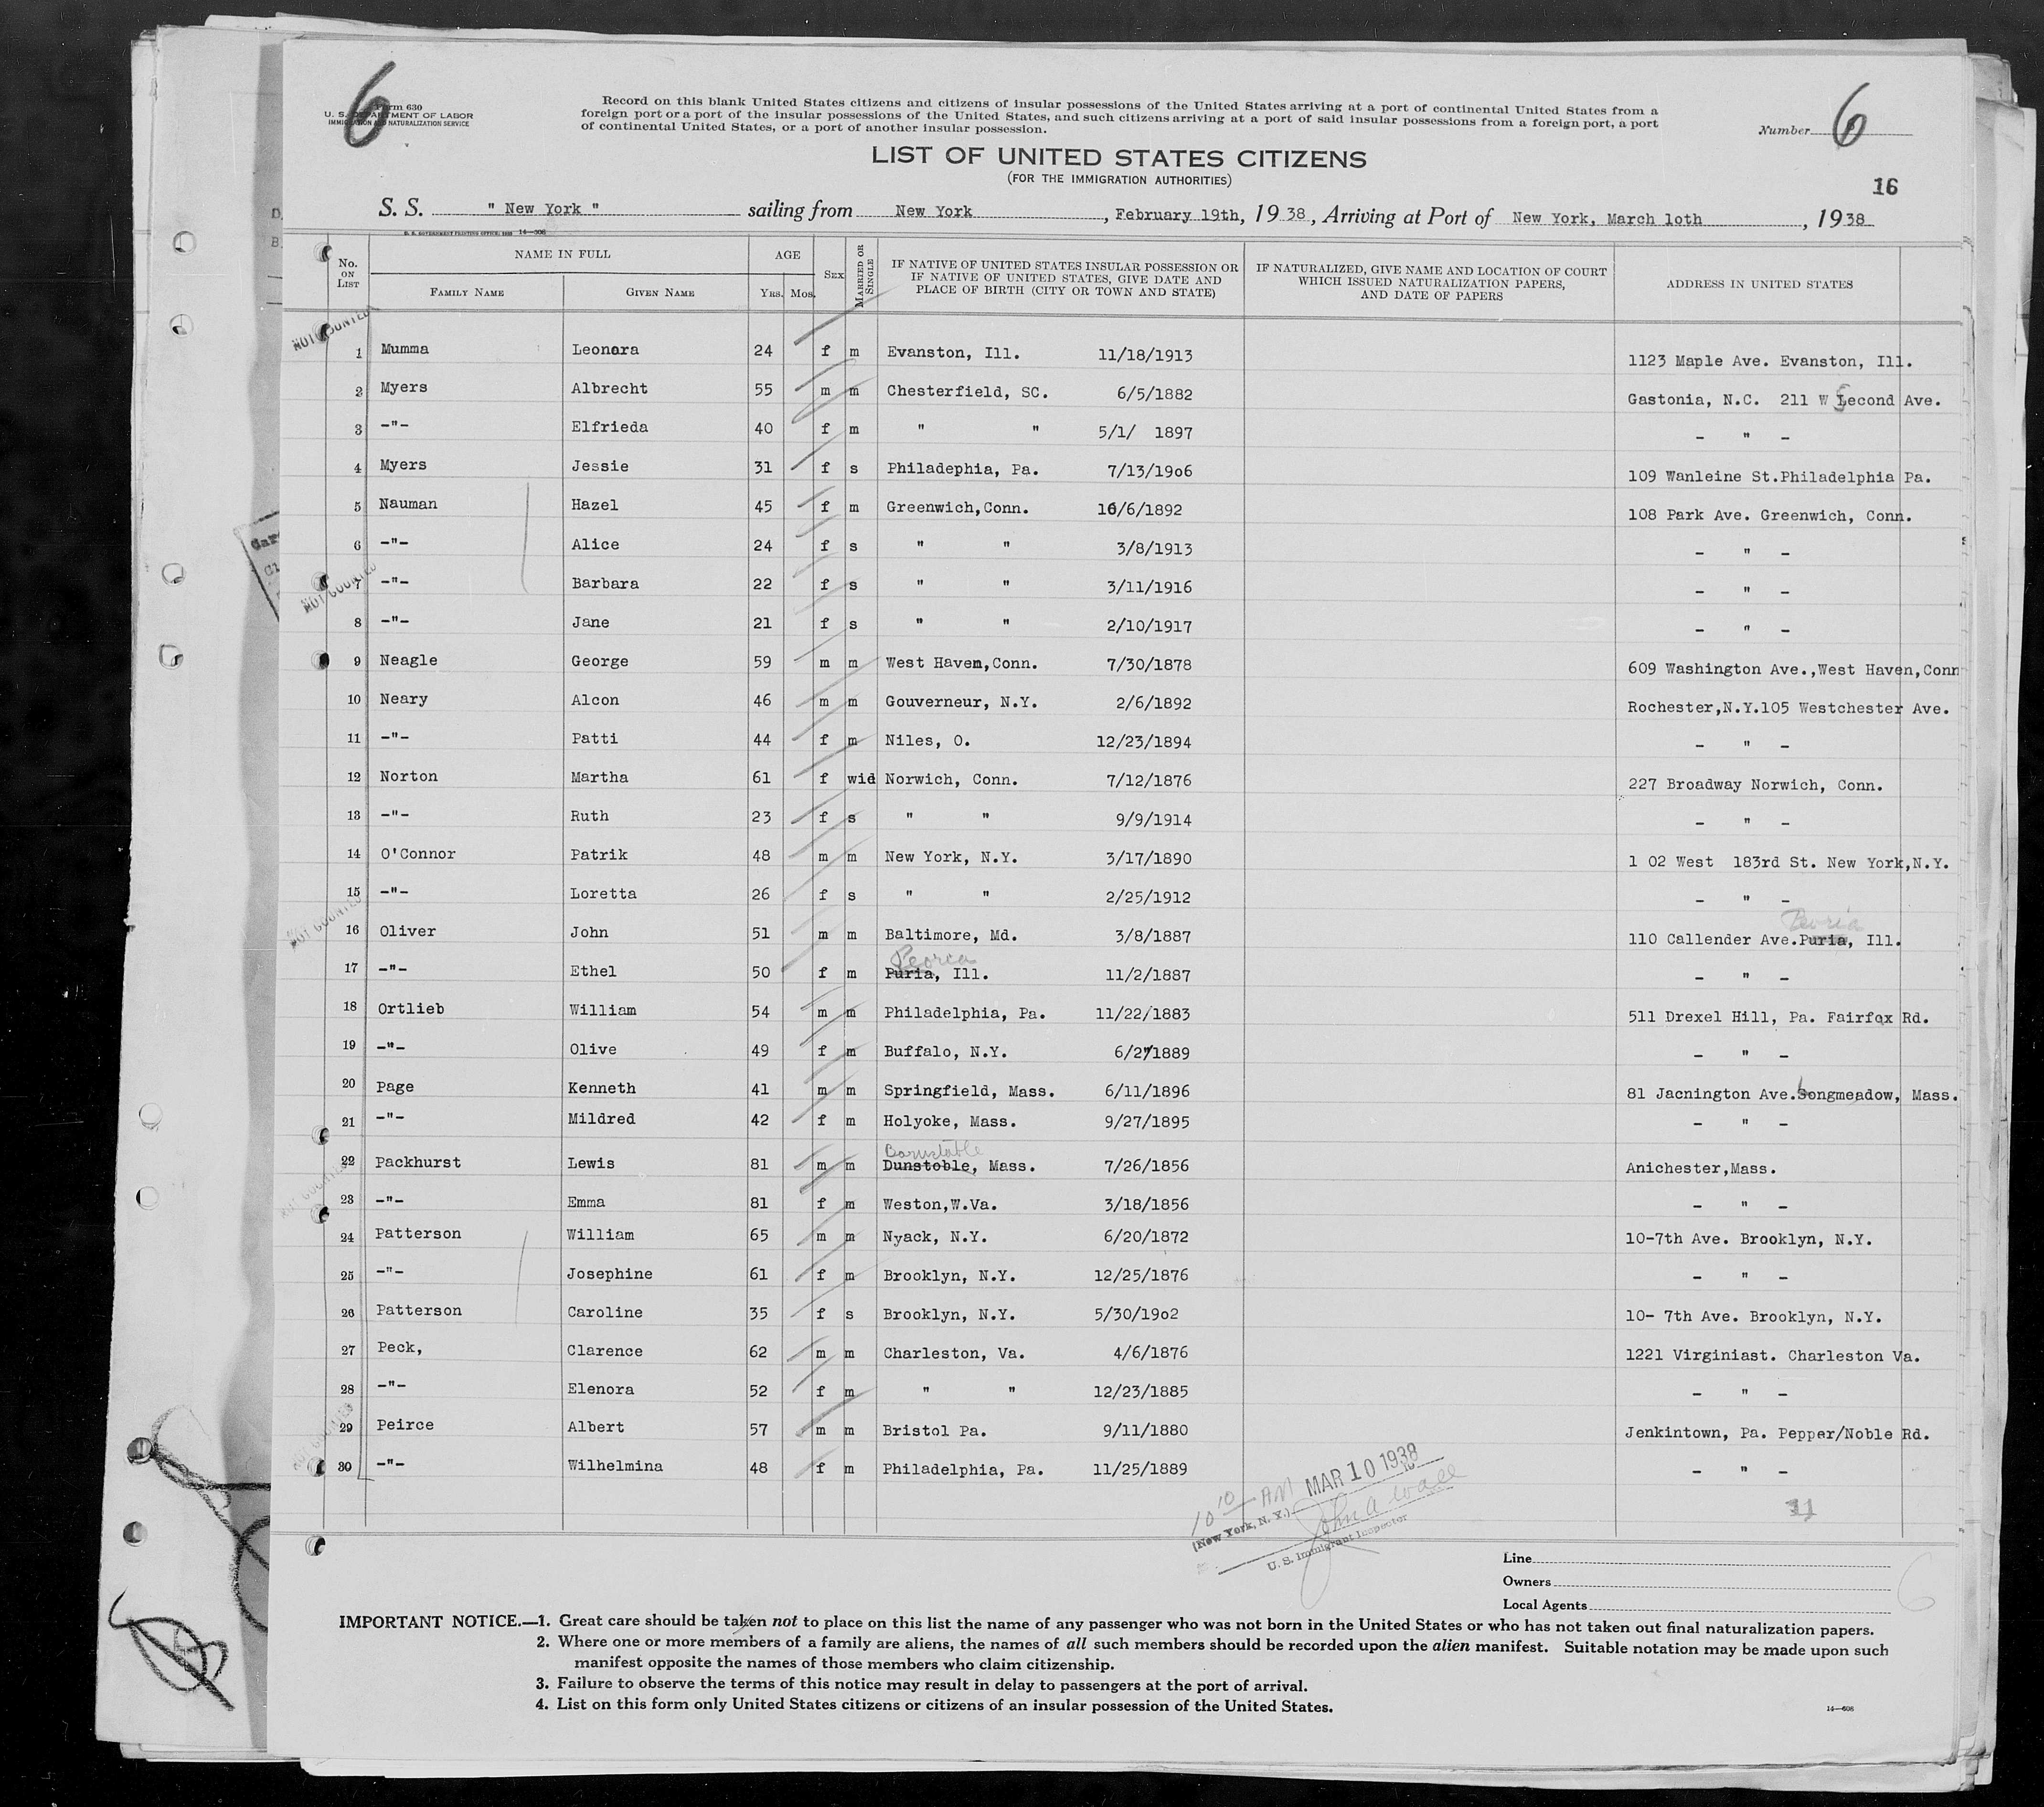 6
Form 630
U. S. DEPARTMENT OF LABOR
IMMIGRATION AND NATURALIZATION SERVICE
Record on this blank United States citizens and citizens of insular possessions of the United States arriving at a port of continental United States from a
foreign port or a port of the insular possessions of the United States, and such citizens arriving at a port of said insular possessions from a foreign port, a port
of continental United States, or a port of another insular possession.
Number 6
LIST OF UNITED STATES CITIZENS
(FOR THE IMMIGRATION AUTHORITIES)
16
S. S. " New York " sailing from New York, February 19th, 1938, Arriving at Port of New York, March 1oth, 1938
U. S. GOVERNMENT PRINTING OFFICE: 1935 14—608
No. ON LIST NAME IN FULL AGE SEX MARRIED OR SINGLE IF NATIVE OF UNITED STATES INSULAR POSSESSION OR IF NATIVE OF UNITED STATES, GIVE DATE AND PLACE OF BIRTH (CITY OR TOWN AND STATE) IF NATURALIZED, GIVE NAME AND LOCATION OF COURT WHICH ISSUED NATURALIZATION PAPERS, AND DATE OF PAPERS ADDRESS IN UNITED STATES
FAMILY NAME GIVEN NAME YRS. MOS.
NOT COUNTED
1 Mumma Leonora 24 f m Evanston, Ill. 11/18/1913 1123 Maple Ave. Evanston, Ill.
2 Myers Albrecht 55 m m Chesterfield, SC. 6/5/1882 Gastonia, N.C. 211 W Second Ave.
3 -"- Elfrieda 40 f m " " 5/1/ 1897 - " -
4 Myers Jessie 31 f s Philadephia, Pa. 7/13/19o6 109 Wanleine St.Philadelphia Pa.
5 Nauman Hazel 45 f m Greenwich,Conn. 10/6/1892 108 Park Ave. Greenwich, Conn.
6 -"- Alice 24 f s " " 3/8/1913 - " -
NOT COUNTED
7 -"- Barbara 22 f s " " 3/11/1916 - " -
8 -"- Jane 21 f s " " 2/10/1917 - " -
9 Neagle George 59 m m West Haven,Conn. 7/30/1878 609 Washington Ave.,West Haven,Conn
10 Neary Alcon 46 m m Gouverneur, N.Y. 2/6/1892 Rochester,N.Y.105 Westchester Ave.
11 -"- Patti 44 f m Niles, O. 12/23/1894 - " -
12 Norton Martha 61 f wid Norwich, Conn. 7/12/1876 227 Broadway Norwich, Conn.
13 -"- Ruth 23 f s " " 9/9/1914 - " -
14 O'Connor Patrik 48 m m New York, N.Y. 3/17/1890 1 02 West 183rd St. New York,N.Y.
15 -"- Loretta 26 f s " " 2/25/1912 - " -
NOT COUNTED
Peoria
16 Oliver John 51 m m Baltimore, Md. 3/8/1887 110 Callender Ave.Puria, Ill.
Peoria
17 -"- Ethel 50 f m Puria, Ill. 11/2/1887 - " -
18 Ortlieb William 54 m m Philadelphia, Pa. 11/22/1883 511 Drexel Hill, Pa. Fairfax Rd.
19 -"- Olive 49 f m Buffalo, N.Y. 6/27/1889 - " -
20 Page Kenneth 41 m m Springfield, Mass. 6/11/1896 81 Jacnington Ave.Longmeadow, Mass.
21 -"- Mildred 42 f m Holyoke, Mass. 9/27/1895 - " -
Barnstable
22 Packhurst Lewis 81 m m Dunstoble, Mass. 7/26/1856 Anichester,Mass.
NOT COUNTED
23 -"- Emma 81 f m Weston,W.Va. 3/18/1856 - " -
24 Patterson William 65 m m Nyack, N.Y. 6/20/1872 10-7th Ave. Brooklyn, N.Y.
25 -"- Josephine 61 f m Brooklyn, N.Y. 12/25/1876 - " -
26 Patterson Caroline 35 f s Brooklyn, N.Y. 5/30/19o2 10- 7th Ave. Brooklyn, N.Y.
27 Peck, Clarence 62 m m Charleston, Va. 4/6/1876 1221 Virginiast. Charleston Va.
28 -"- Elenora 52 f m " " 12/23/1885 - " -
29 Peirce Albert 57 m m Bristol Pa. 9/11/1880 Jenkintown, Pa. Pepper/Noble Rd.
NOT COUNTED
30 -"- Wilhelmina 48 f m Philadelphia, Pa. 11/25/1889 - " -
10 10 AM MAR 10 1938
(New York, N. Y.) John A Wall
U. S. Immigrant Inspector
Line
Owners
Local Agents
6
IMPORTANT NOTICE.—1. Great care should be taken not to place on this list the name of any passenger who was not born in the United States or who has not taken out final naturalization papers.
2. Where one or more members of a family are aliens, the names of all such members should be recorded upon the alien manifest. Suitable notation may be made upon such
manifest opposite the names of those members who claim citizenship.
3. Failure to observe the terms of this notice may result in delay to passengers at the port of arrival.
4. List on this form only United States citizens or citizens of an insular possession of the United States.
14—608